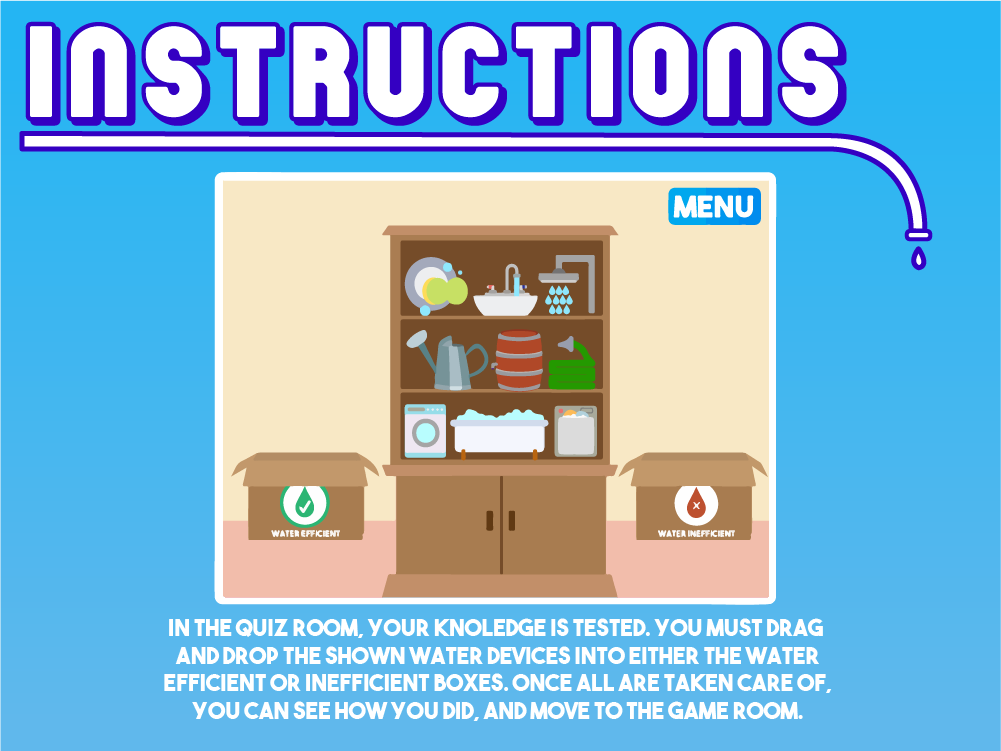 INSTRUCTIONS
MENU
WATER EFFICIENT
WATER INEFFICIENT
IN THE QUIZ ROOM, YOUR KNOLEDGE IS TESTED. YOU MUST DRAG
AND DROP THE SHOWN WATER DEVICES INTO EITHER THE WATER
EFFICIENT OR INEFFICIENT BOXES. ONCE ALL ARE TAKEN CARE OF,
YOU CAN SEE HOW YOU DID, AND MOVE TO THE GAME ROOM.